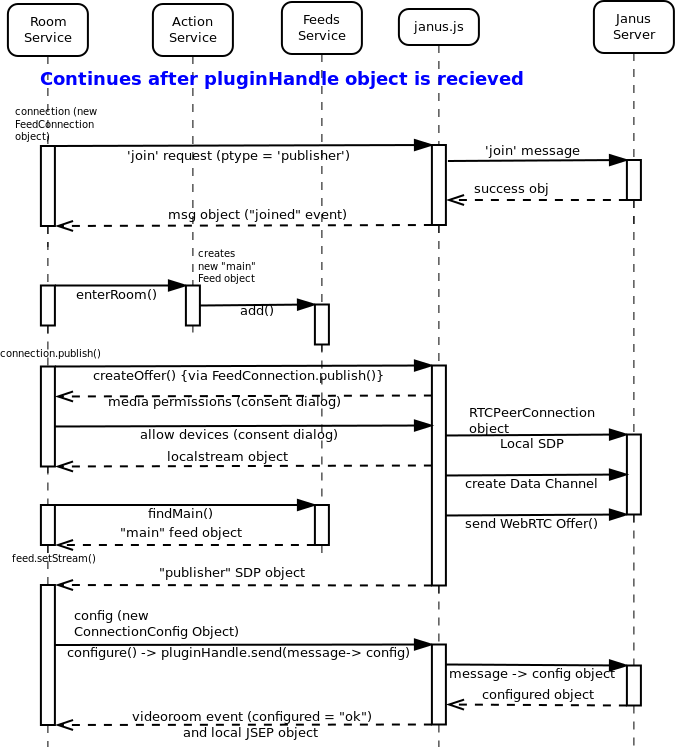 Room
Service
Action
Service
Feeds
Service
janus.js
Janus
Server
Continues after pluginHandle object is recieved
connection (new
FeedConnection
object)
'join' request (ptype = 'publisher')
'join' message
success obj
msg object ("joined" event)
creates
new "main"
Feed object
enterRoom()
add()
connection.publish()
createOffer() {via FeedConnection.publish()}
media permissions (consent dialog)
RTCPeerConnection
object
allow devices (consent dialog)
Local SDP
localstream object
create Data Channel
findMain()
send WebRTC Offer()
"main" feed object
feed.setStream()
"publisher" SDP object
config (new
ConnectionConfig Object)
configure() -> pluginHandle.send(message-> config)
message -> config object
configured object
videoroom event (configured = "ok")
and local JSEP object